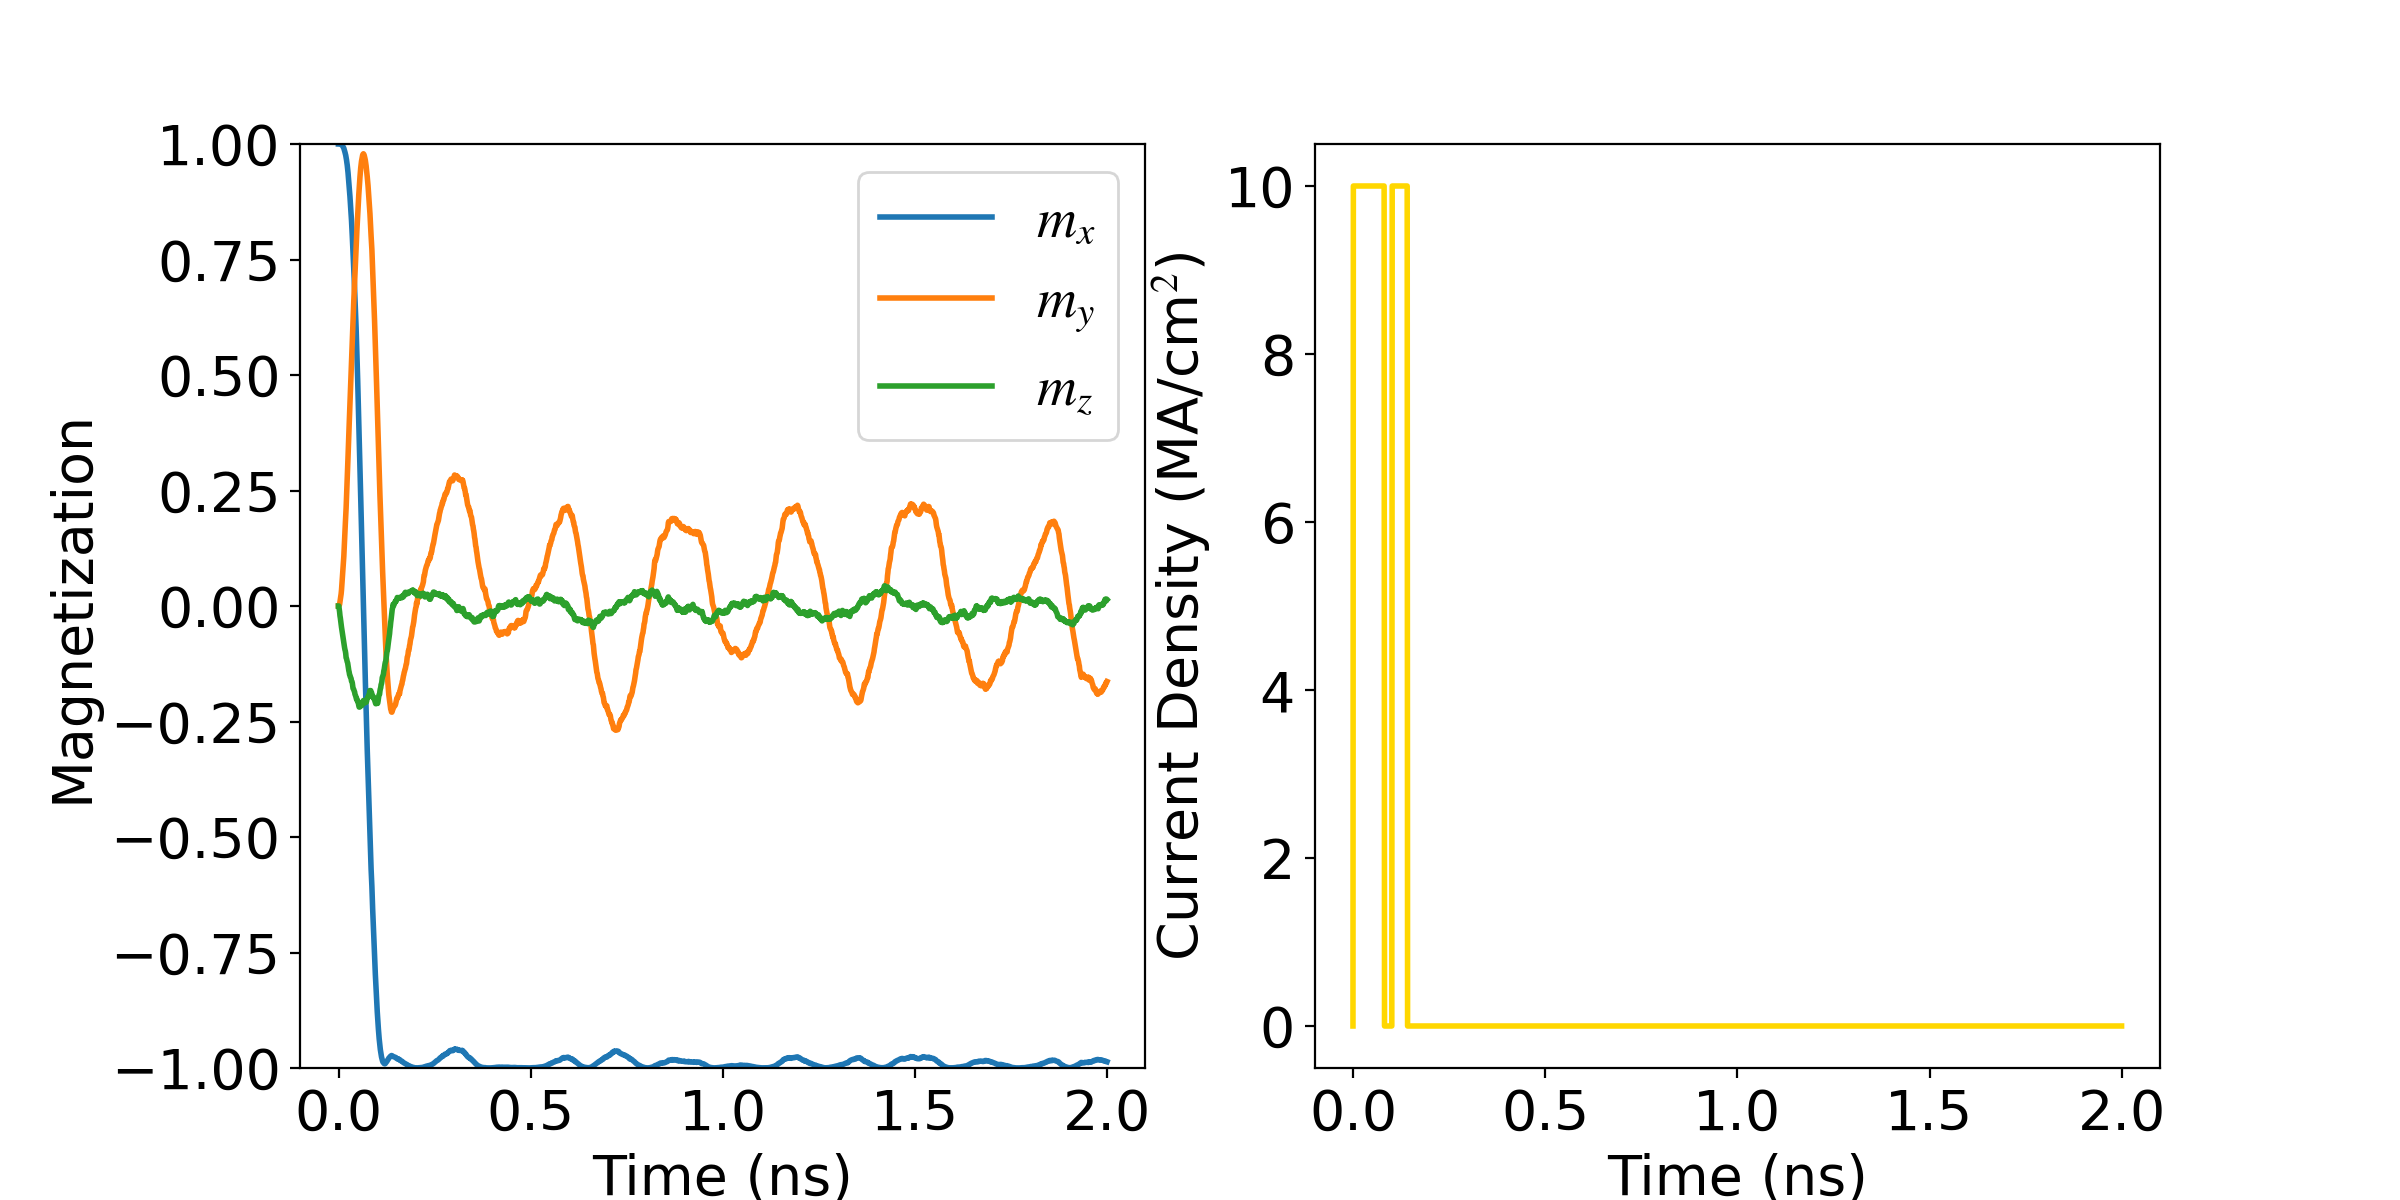 Magnetization
1.00
0.75
0.50
0.25
0.00
−0.25
−0.50
−0.75
−1.00
0.0 0.5 1.0 1.5 2.0
Time (ns)
m_x
m_y
m_z
Current Density (MA/cm²)
10
8
6
4
2
0
0.0 0.5 1.0 1.5 2.0
Time (ns)